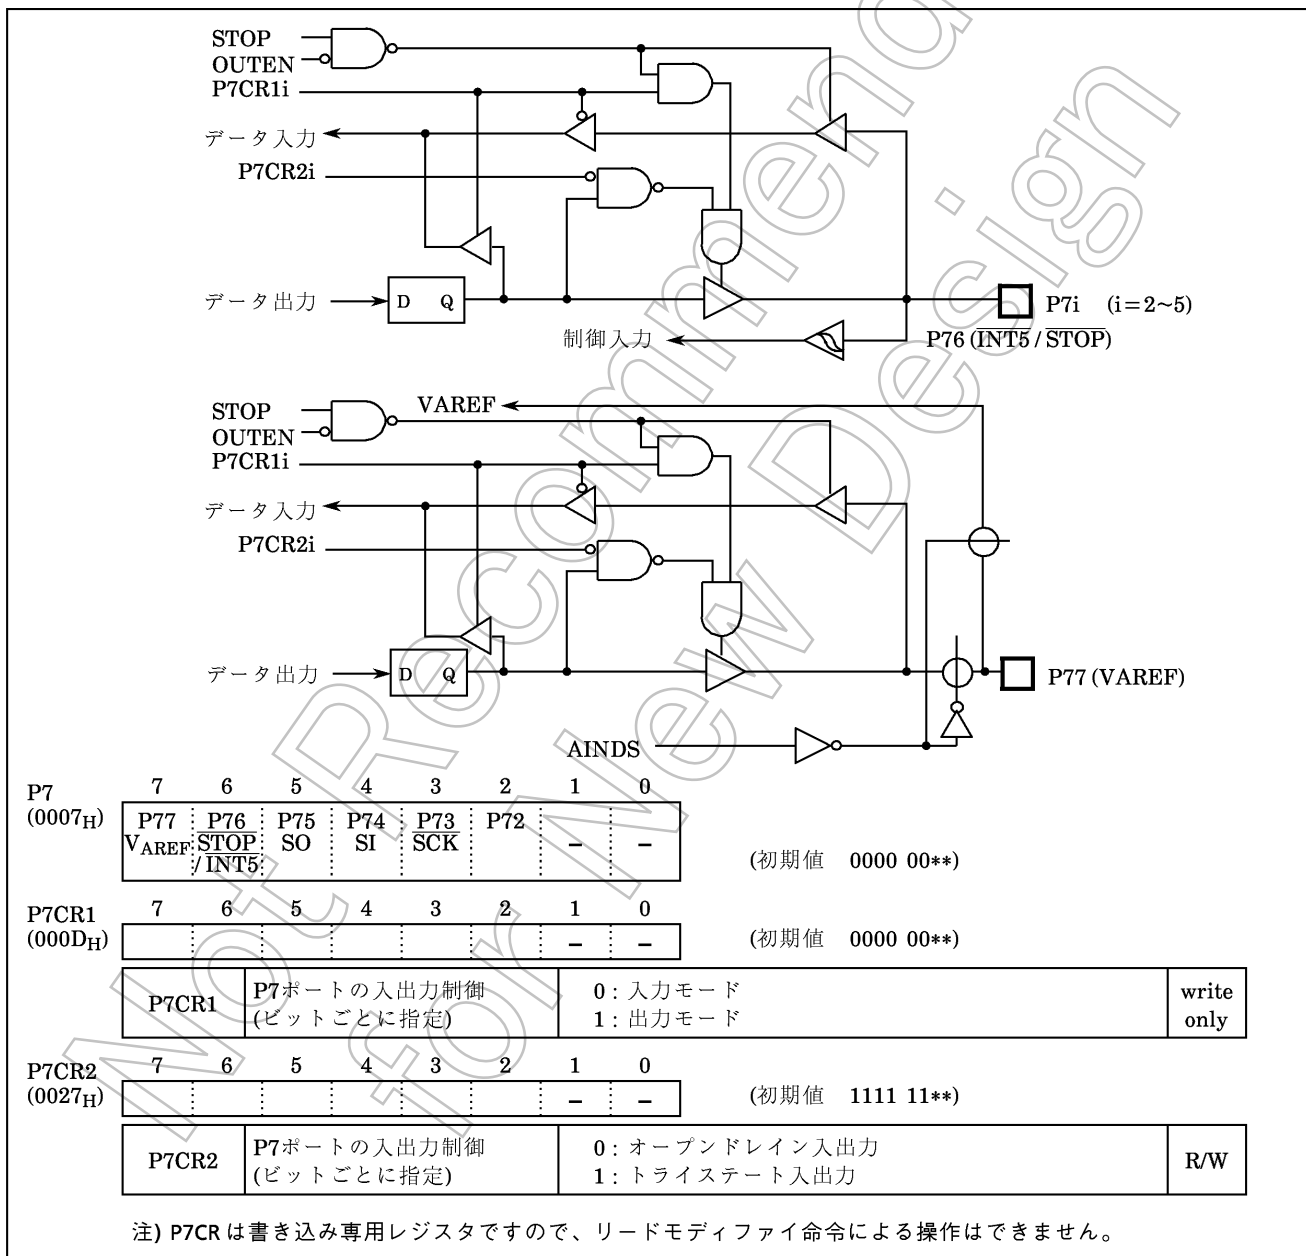 STOP
OUTEN
P7CR1i
データ入力
P7CR2i
データ出力
D Q
P7i (i=2~5)
制御入力
P76 (INT5 / STOP)
STOP
VAREF
OUTEN
P7CR1i
データ入力
P7CR2i
データ出力
D Q
P77 (VAREF)
AINDS
P7
(0007H)
7 6 5 4 3 2 1 0
P77 P76 P75 P74 P73 P72
VAREF STOP SO SI SCK – –
/ INT5
(初期値 0000 00**)
P7CR1
(000DH)
7 6 5 4 3 2 1 0
– –
(初期値 0000 00**)
P7CR1
P7ポートの入出力制御
(ビットごとに指定)
0 : 入力モード
1 : 出力モード
write
only
P7CR2
(0027H)
7 6 5 4 3 2 1 0
– –
(初期値 1111 11**)
P7CR2
P7ポートの入出力制御
(ビットごとに指定)
0 : オープンドレイン入出力
1 : トライステート入出力
R/W
注) P7CR は書き込み専用レジスタですので、リードモディファイ命令による操作はできません。
Not Recommend
for New Design